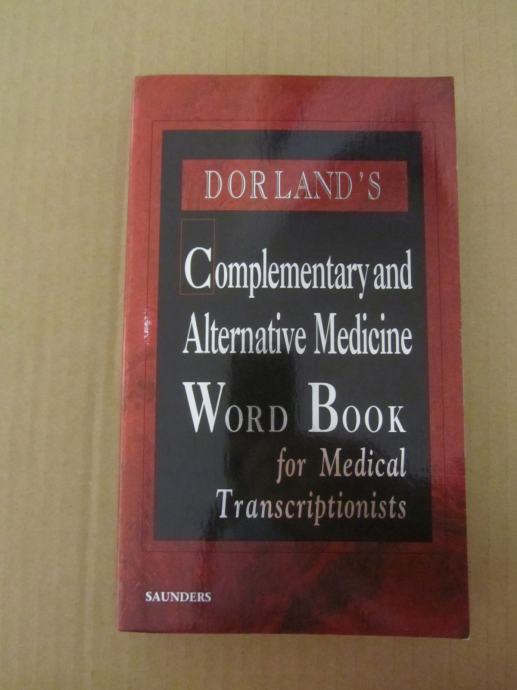 DORLAND'S
Complementary and
Alternative Medicine
WORD BOOK
for Medical
Transcriptionists
SAUNDERS